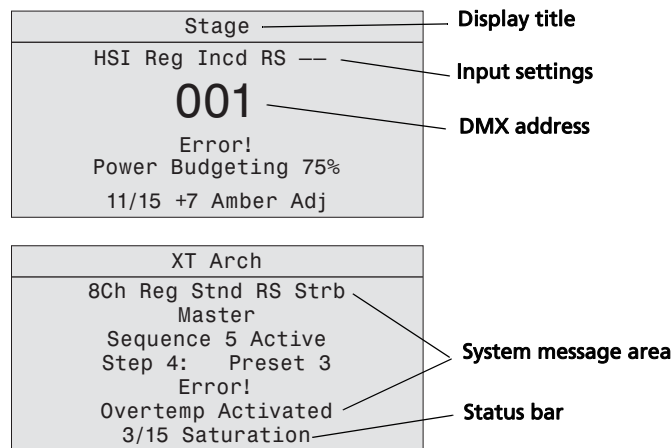 Stage
HSI Reg Incd RS ––
001
Error!
Power Budgeting 75%
11/15 +7 Amber Adj
Display title
Input settings
DMX address
XT Arch
8Ch Reg Stnd RS Strb
Master
Sequence 5 Active
Step 4: Preset 3
Error!
Overtemp Activated
3/15 Saturation
System message area
Status bar